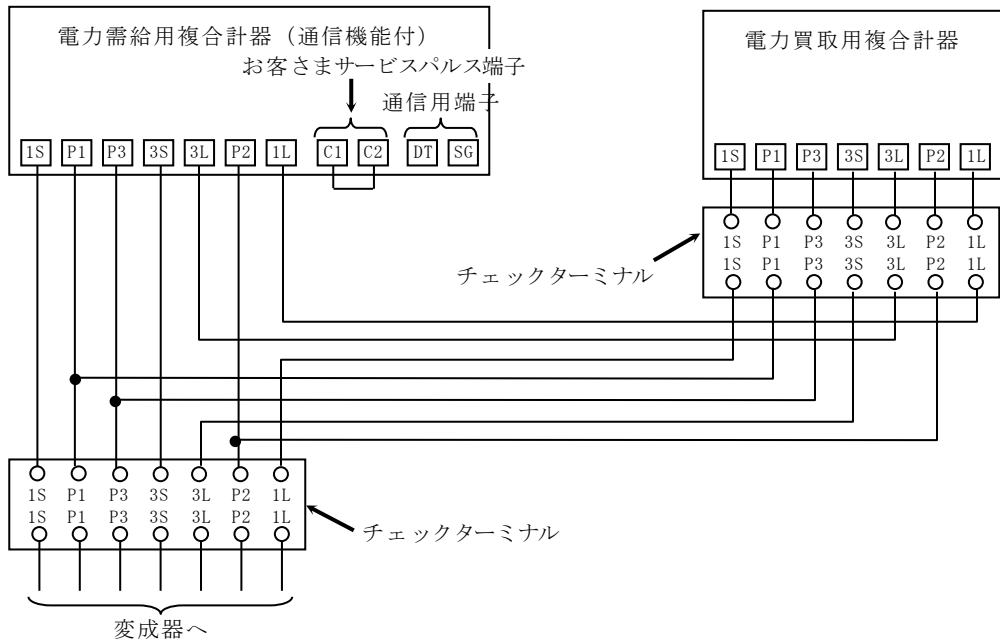 電力需給用複合計器（通信機能付）
お客さまサービスパルス端子
通信用端子
1S P1 P3 3S 3L P2 1L C1 C2 DT SG
電力買取用複合計器
1S P1 P3 3S 3L P2 1L
1S P1 P3 3S 3L P2 1L
1S P1 P3 3S 3L P2 1L
チェックターミナル
1S P1 P3 3S 3L P2 1L
1S P1 P3 3S 3L P2 1L
チェックターミナル
変成器へ